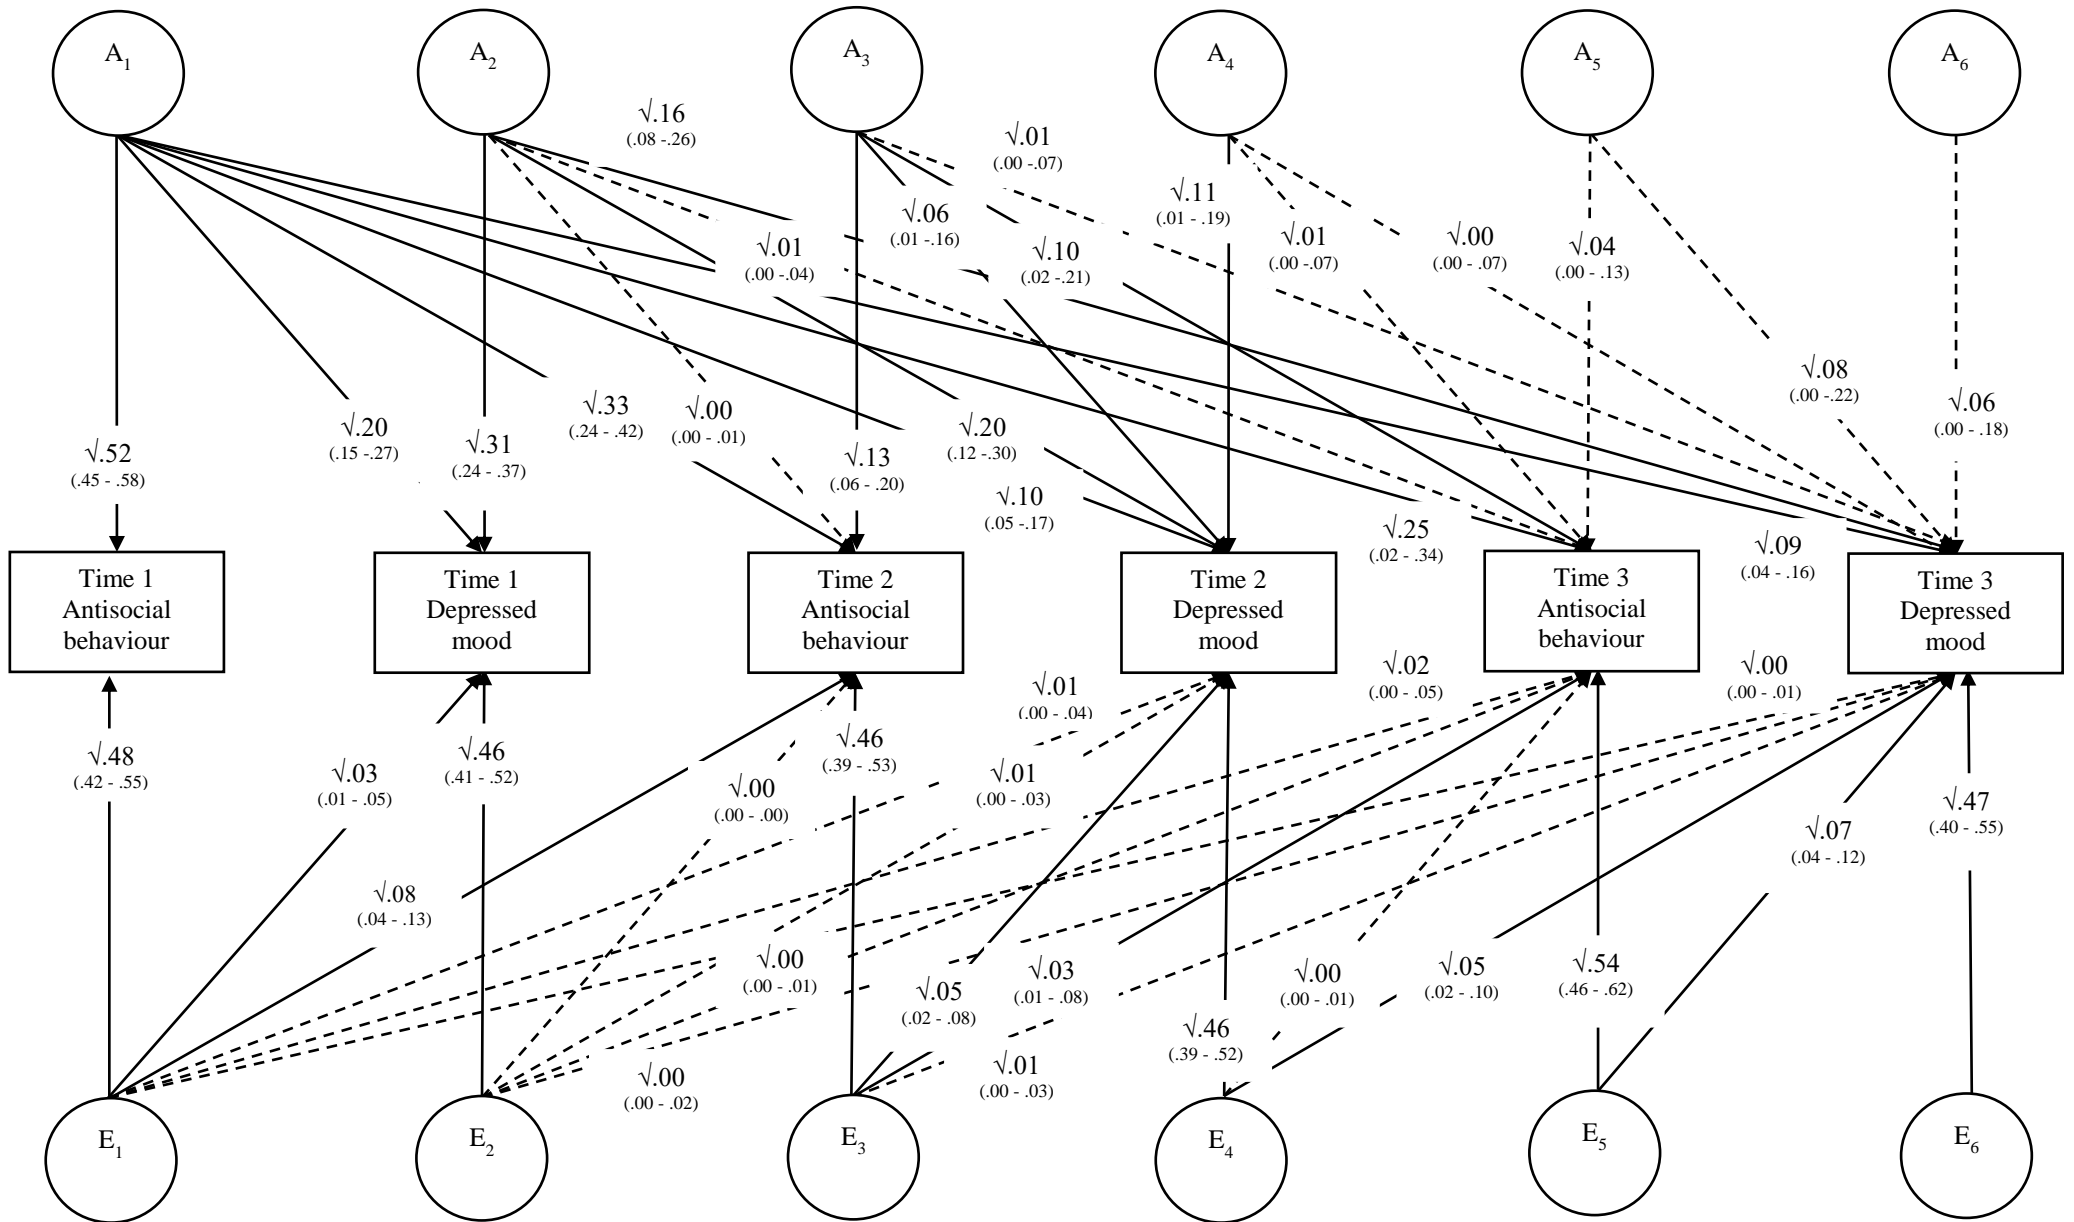 A1
A2
A3
A4
A5
A6
√.16
(.08 -.26)
√.01
(.00 -.07)
√.11
(.01 - .19)
√.06
(.01 -.16)
√.01
(.00 -.04)
√.10
(.02 -.21)
√.01
(.00 -.07)
√.00
(.00 - .07)
√.04
(.00 - .13)
√.08
(.00 -.22)
√.06
(.00 - .18)
√.52
(.45 - .58)
√.20
(.15 -.27)
√.31
(.24 - .37)
√.33
(.24 - .42)
√.00
(.00 - .01)
√.13
(.06 - .20)
√.20
(.12 -.30)
√.10
(.05 -.17)
√.25
(.02 - .34)
√.09
(.04 - .16)
Time 1
Antisocial
behaviour
Time 1
Depressed
mood
Time 2
Antisocial
behaviour
Time 2
Depressed
mood
Time 3
Antisocial
behaviour
Time 3
Depressed
mood
√.01
(.00 - .04)
√.02
(.00 - .05)
√.00
(.00 - .01)
√.48
(.42 - .55)
√.03
(.01 - .05)
√.46
(.41 - .52)
√.00
(.00 - .00)
√.46
(.39 - .53)
√.01
(.00 - .03)
√.47
(.40 - .55)
√.07
(.04 - .12)
√.08
(.04 - .13)
√.00
(.00 - .01)
√.05
(.02 - .08)
√.03
(.01 - .08)
√.00
(.00 - .01)
√.05
(.02 - .10)
√.54
(.46 - .62)
√.46
(.39 - .52)
√.00
(.00 - .02)
√.01
(.00 - .03)
E1
E2
E3
E4
E5
E6